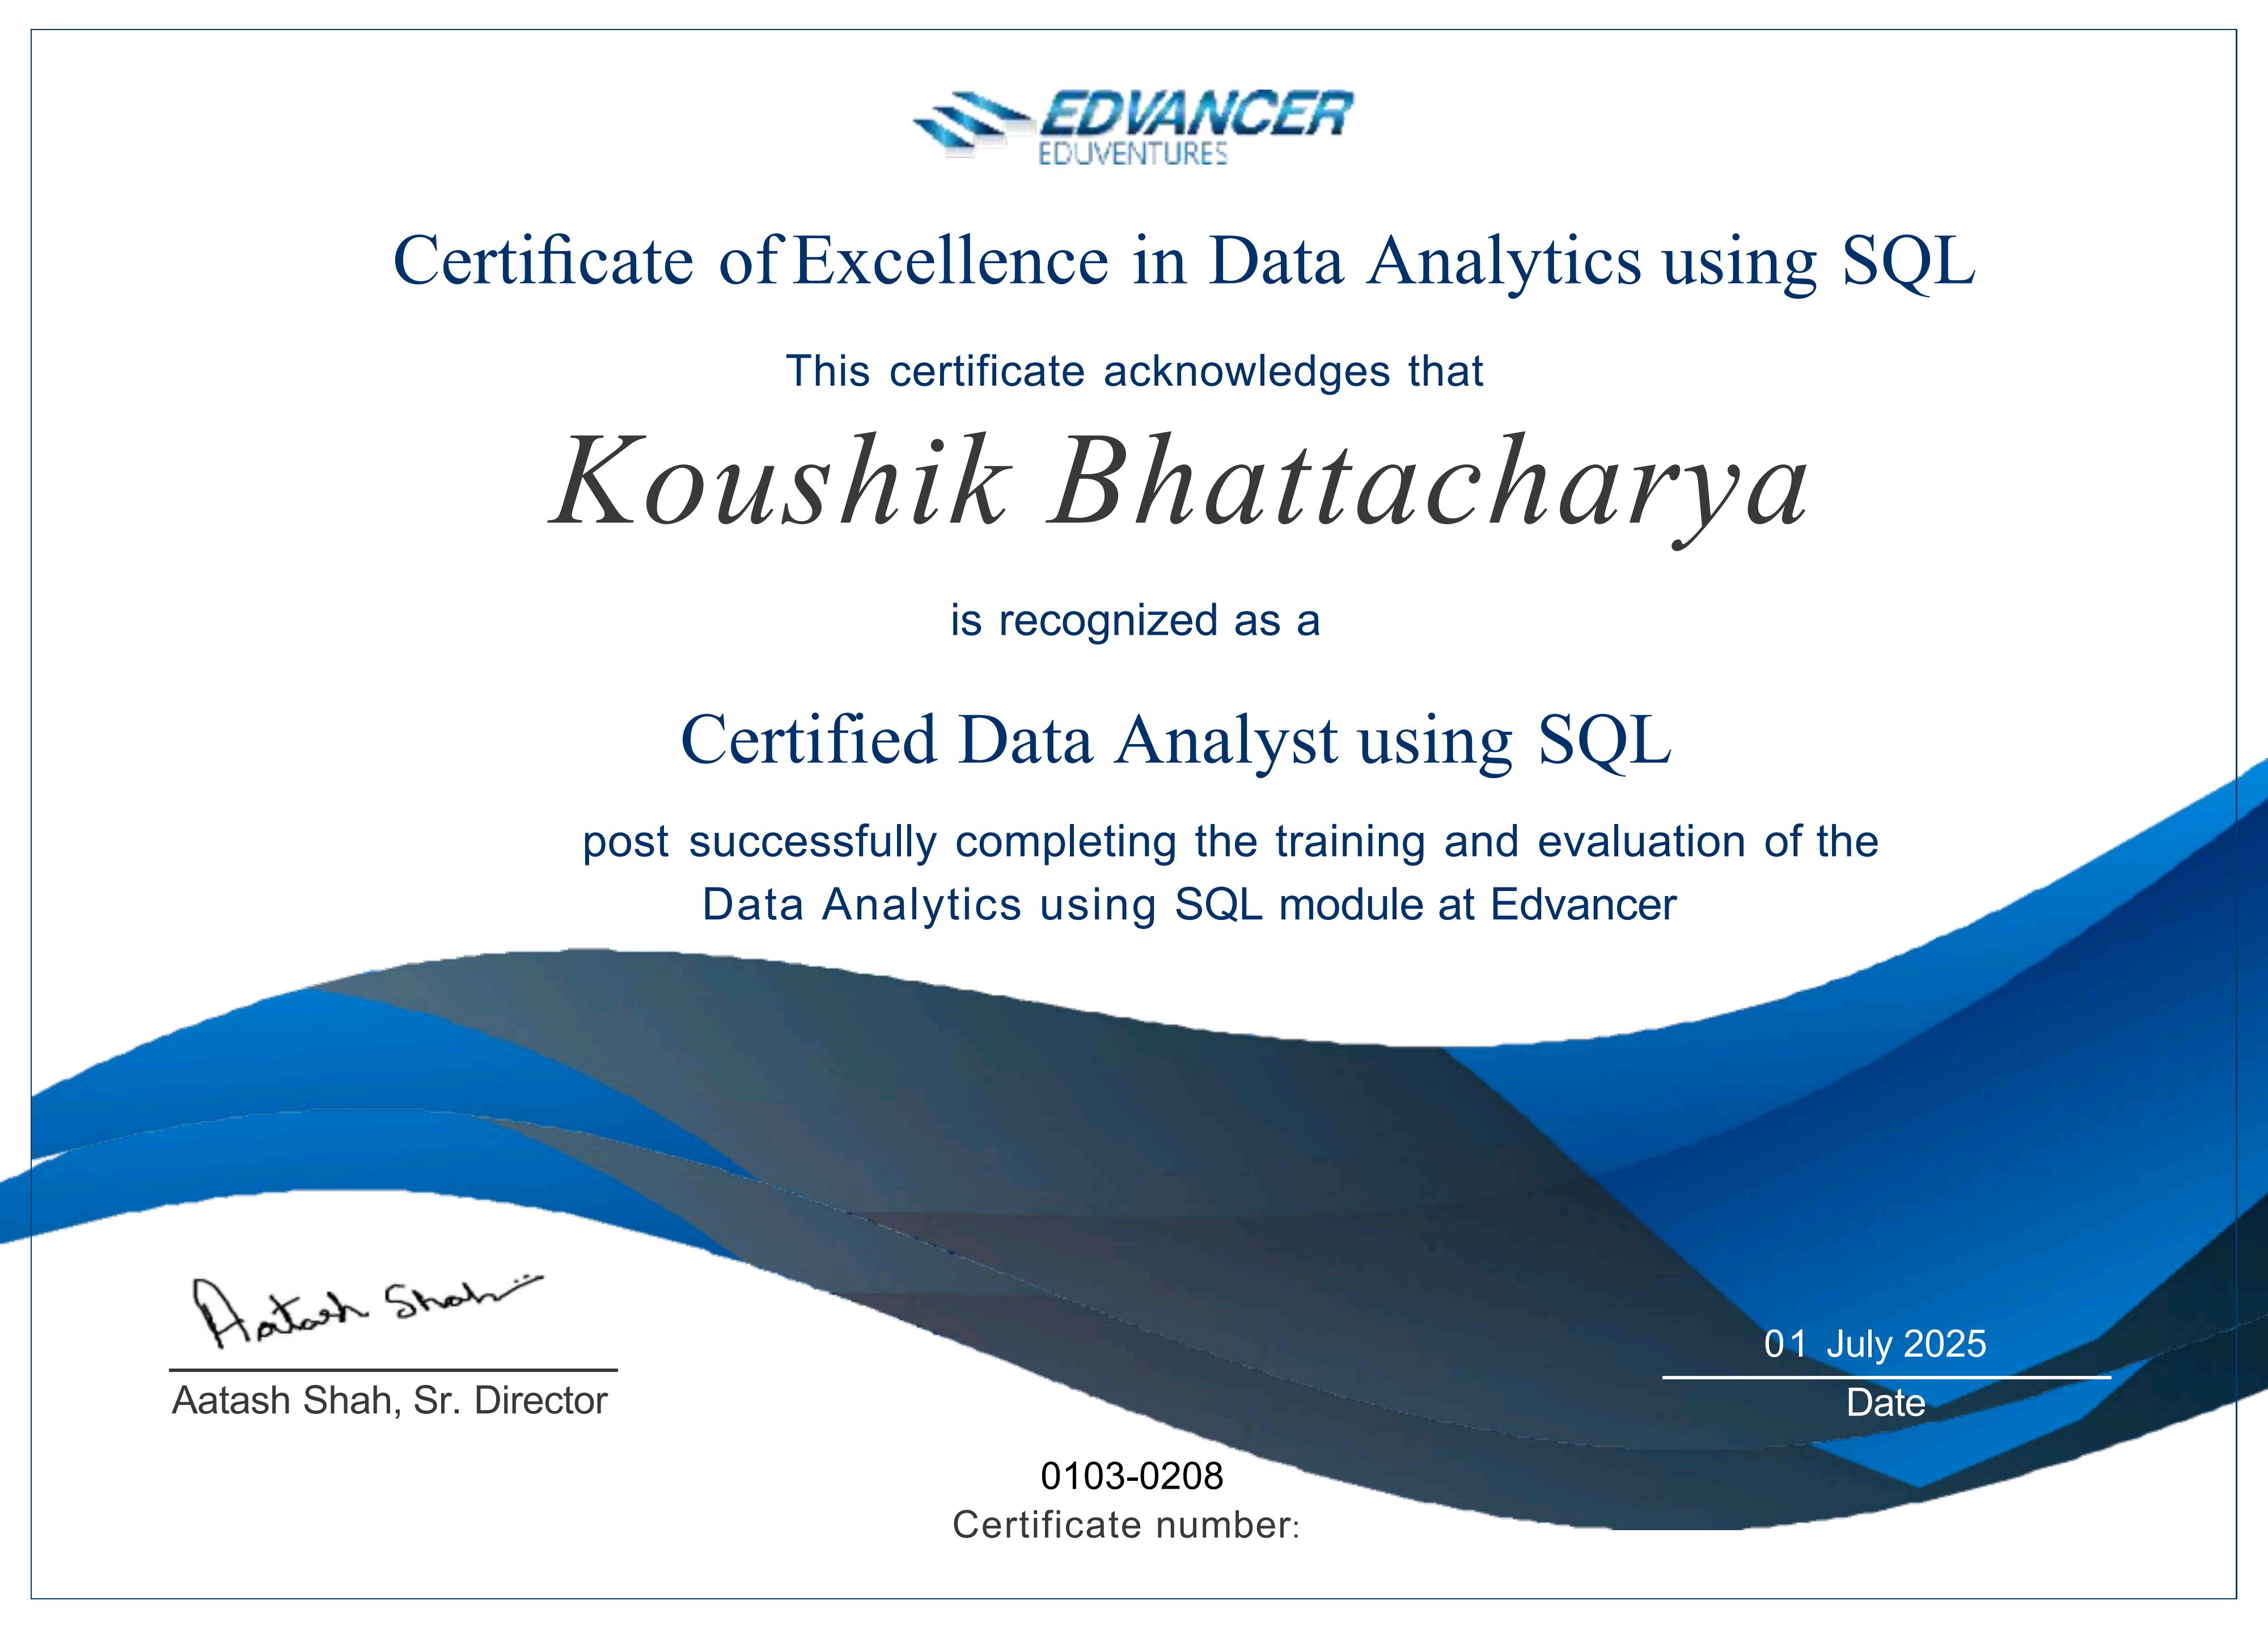 EDVANCER
EDUVENTURES
Certificate of Excellence in Data Analytics using SQL
This certificate acknowledges that
Koushik Bhattacharya
is recognized as a
Certified Data Analyst using SQL
post successfully completing the training and evaluation of the
Data Analytics using SQL module at Edvancer
Aatash Shah
Aatash Shah, Sr. Director
01 July 2025
Date
0103-0208
Certificate number: